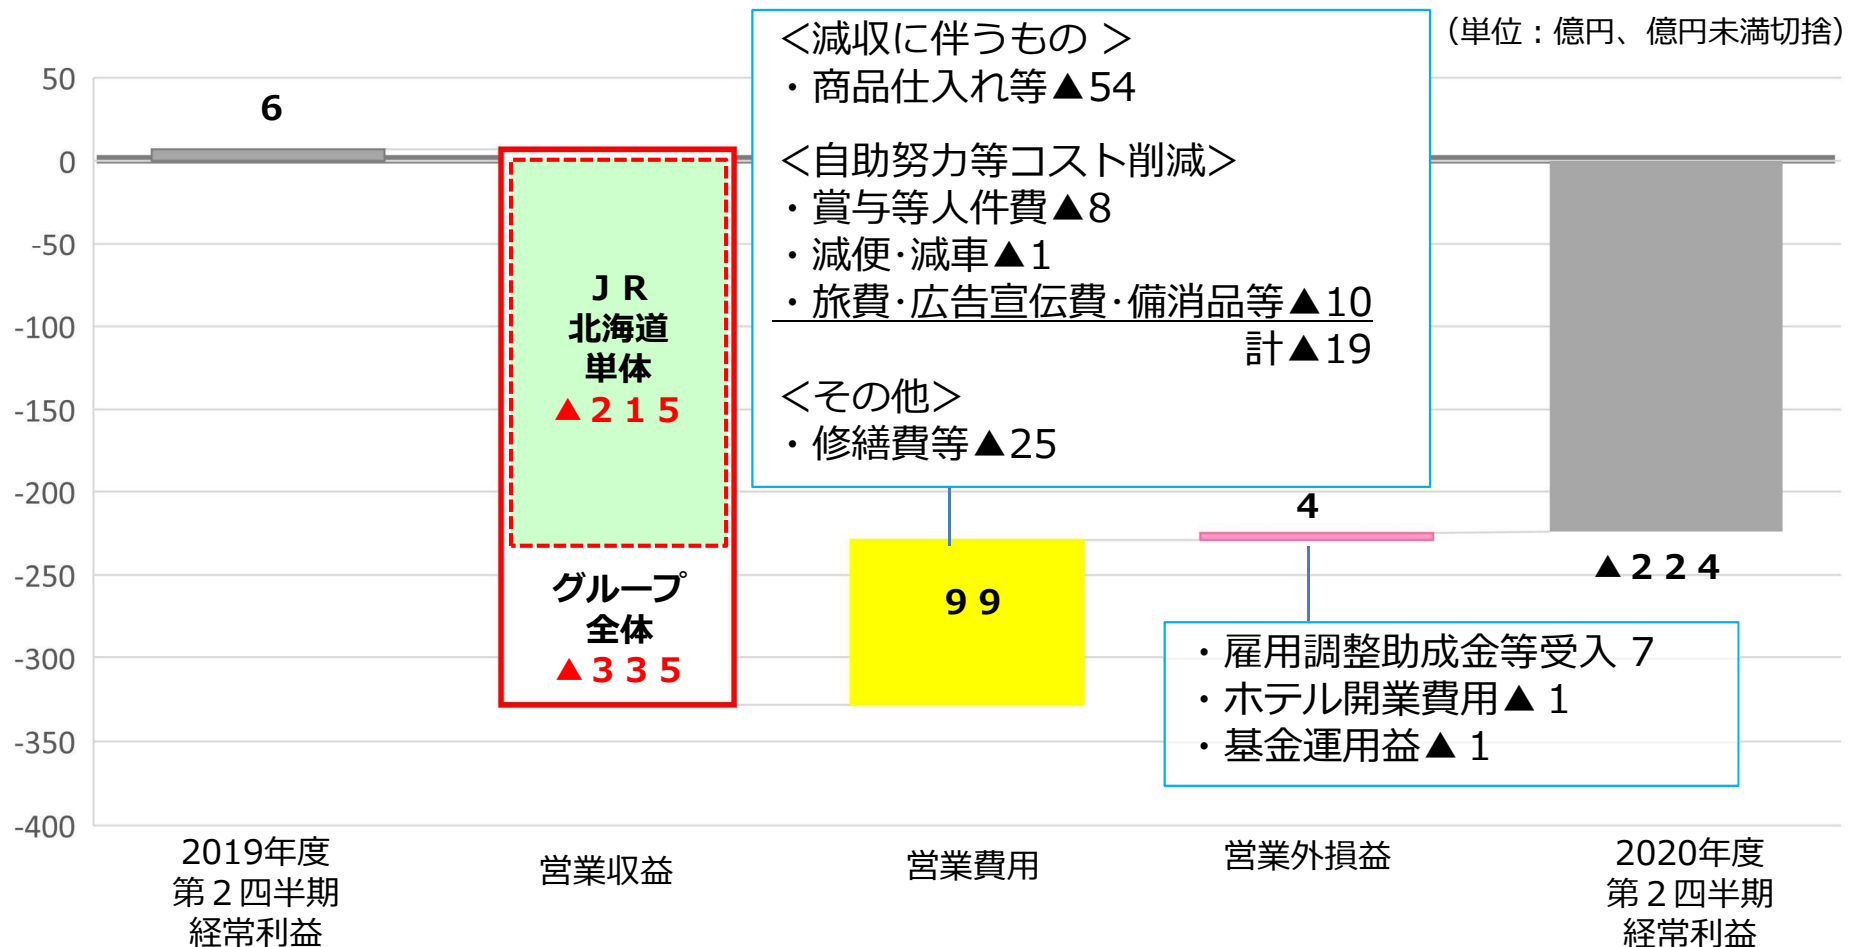 （単位：億円、億円未満切捨）
＜減収に伴うもの ＞
・商品仕入れ等▲54
＜自助努力等コスト削減＞
・賞与等人件費▲8
・減便･減車▲1
・旅費･広告宣伝費･備消品等▲10
計▲19
＜その他＞
・修繕費等▲25
50
0
-50
-100
-150
-200
-250
-300
-350
-400
6
ＪＲ
北海道
単体
▲２１５
グループ
全体
▲３３５
９９
4
▲２２４
・雇用調整助成金等受入 7
・ホテル開業費用▲ 1
・基金運用益▲ 1
2019年度
第２四半期
経常利益
営業収益
営業費用
営業外損益
2020年度
第２四半期
経常利益